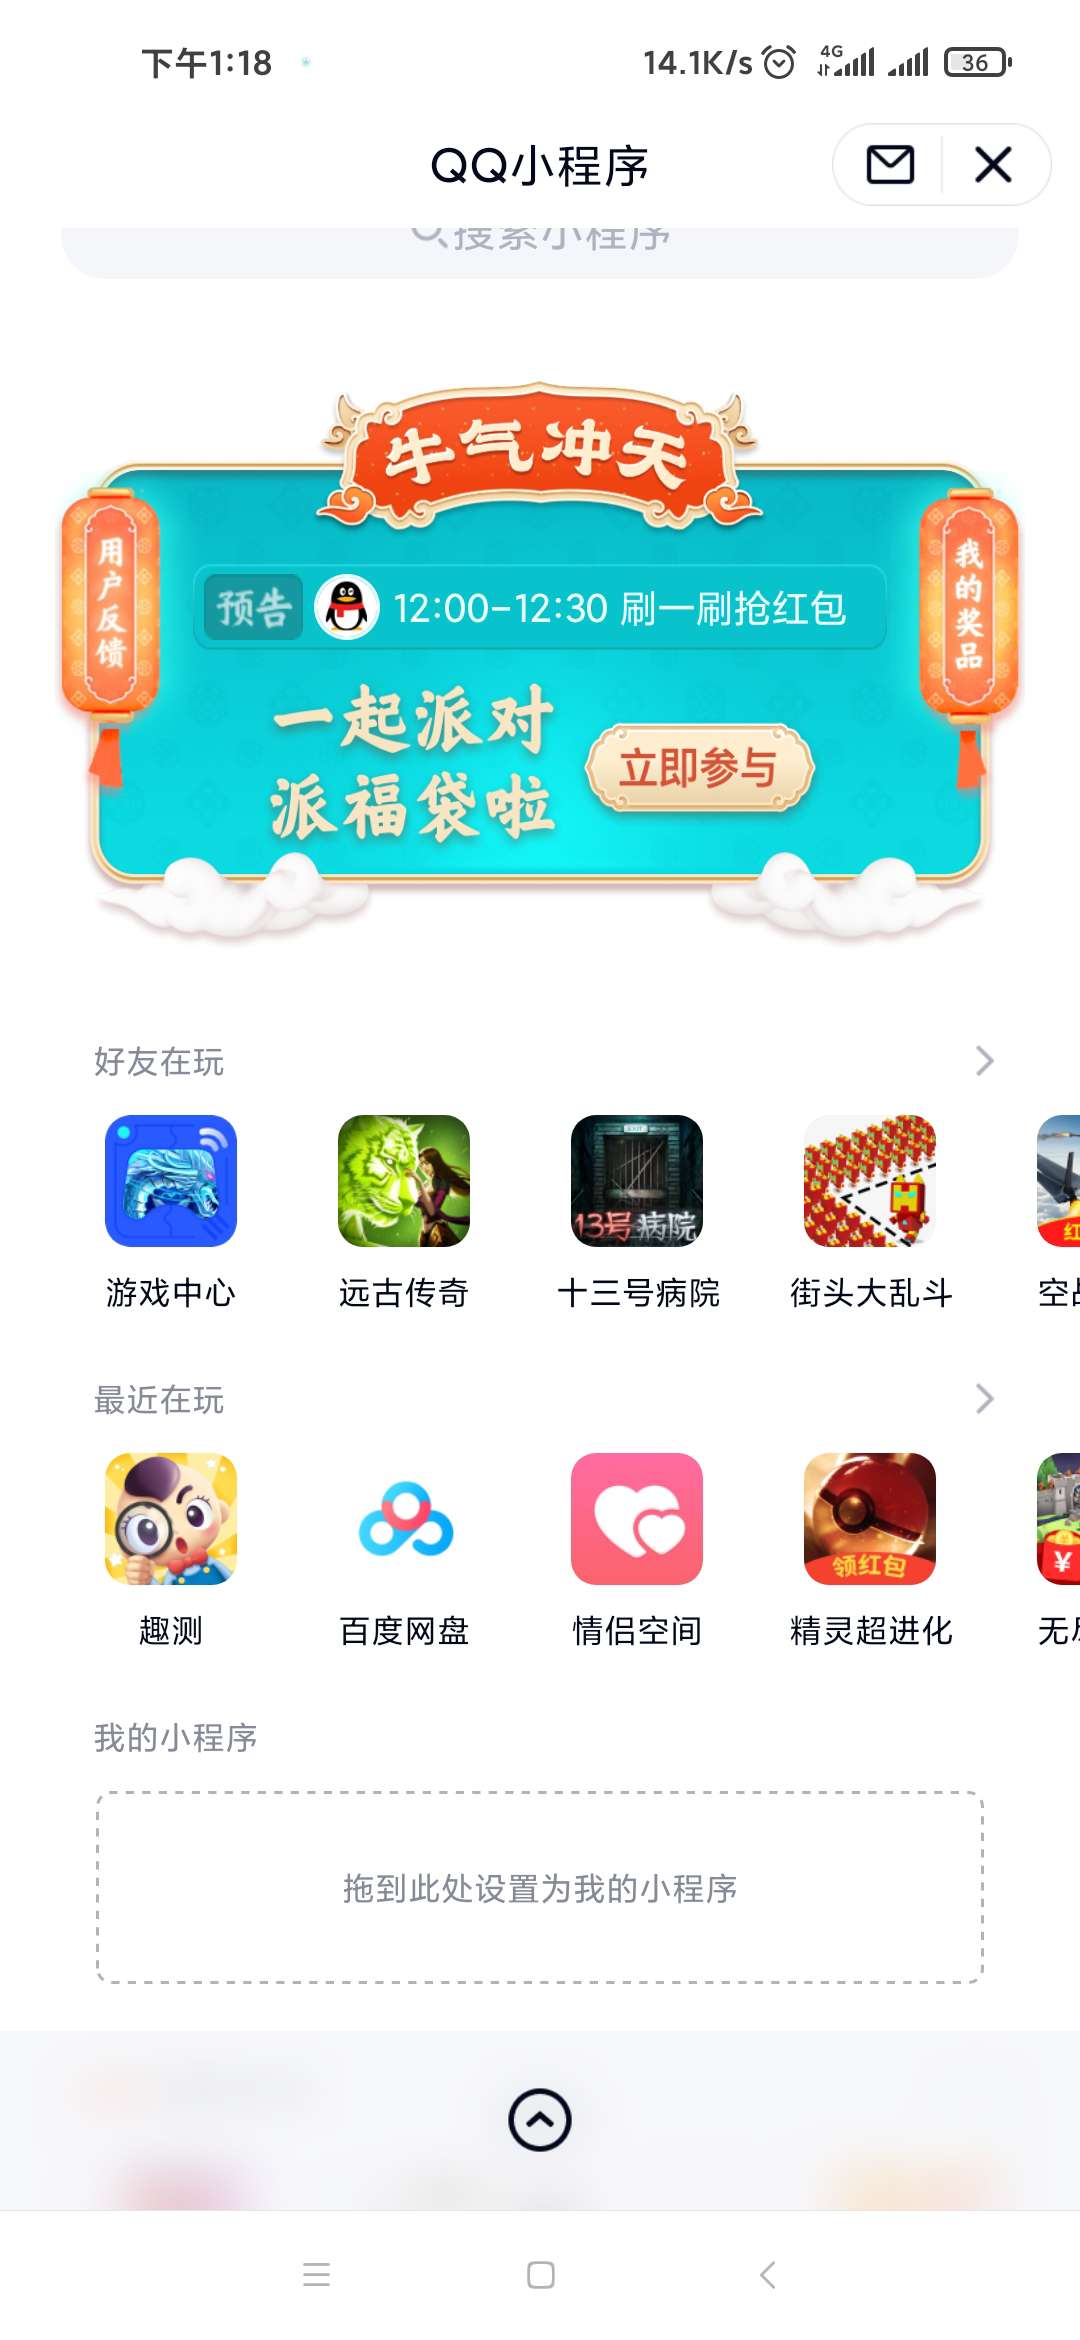 下午1:18
14.1K/s
4G
36
QQ小程序
搜索小程序
牛气冲天
用户反馈
我的奖品
预告
12:00-12:30 刷一刷抢红包
一起派对
派福袋啦
立即参与
好友在玩
EXIT
13号病院
红
游戏中心
远古传奇
十三号病院
街头大乱斗
空战
最近在玩
领红包
¥
趣测
百度网盘
情侣空间
精灵超进化
无尽
我的小程序
拖到此处设置为我的小程序